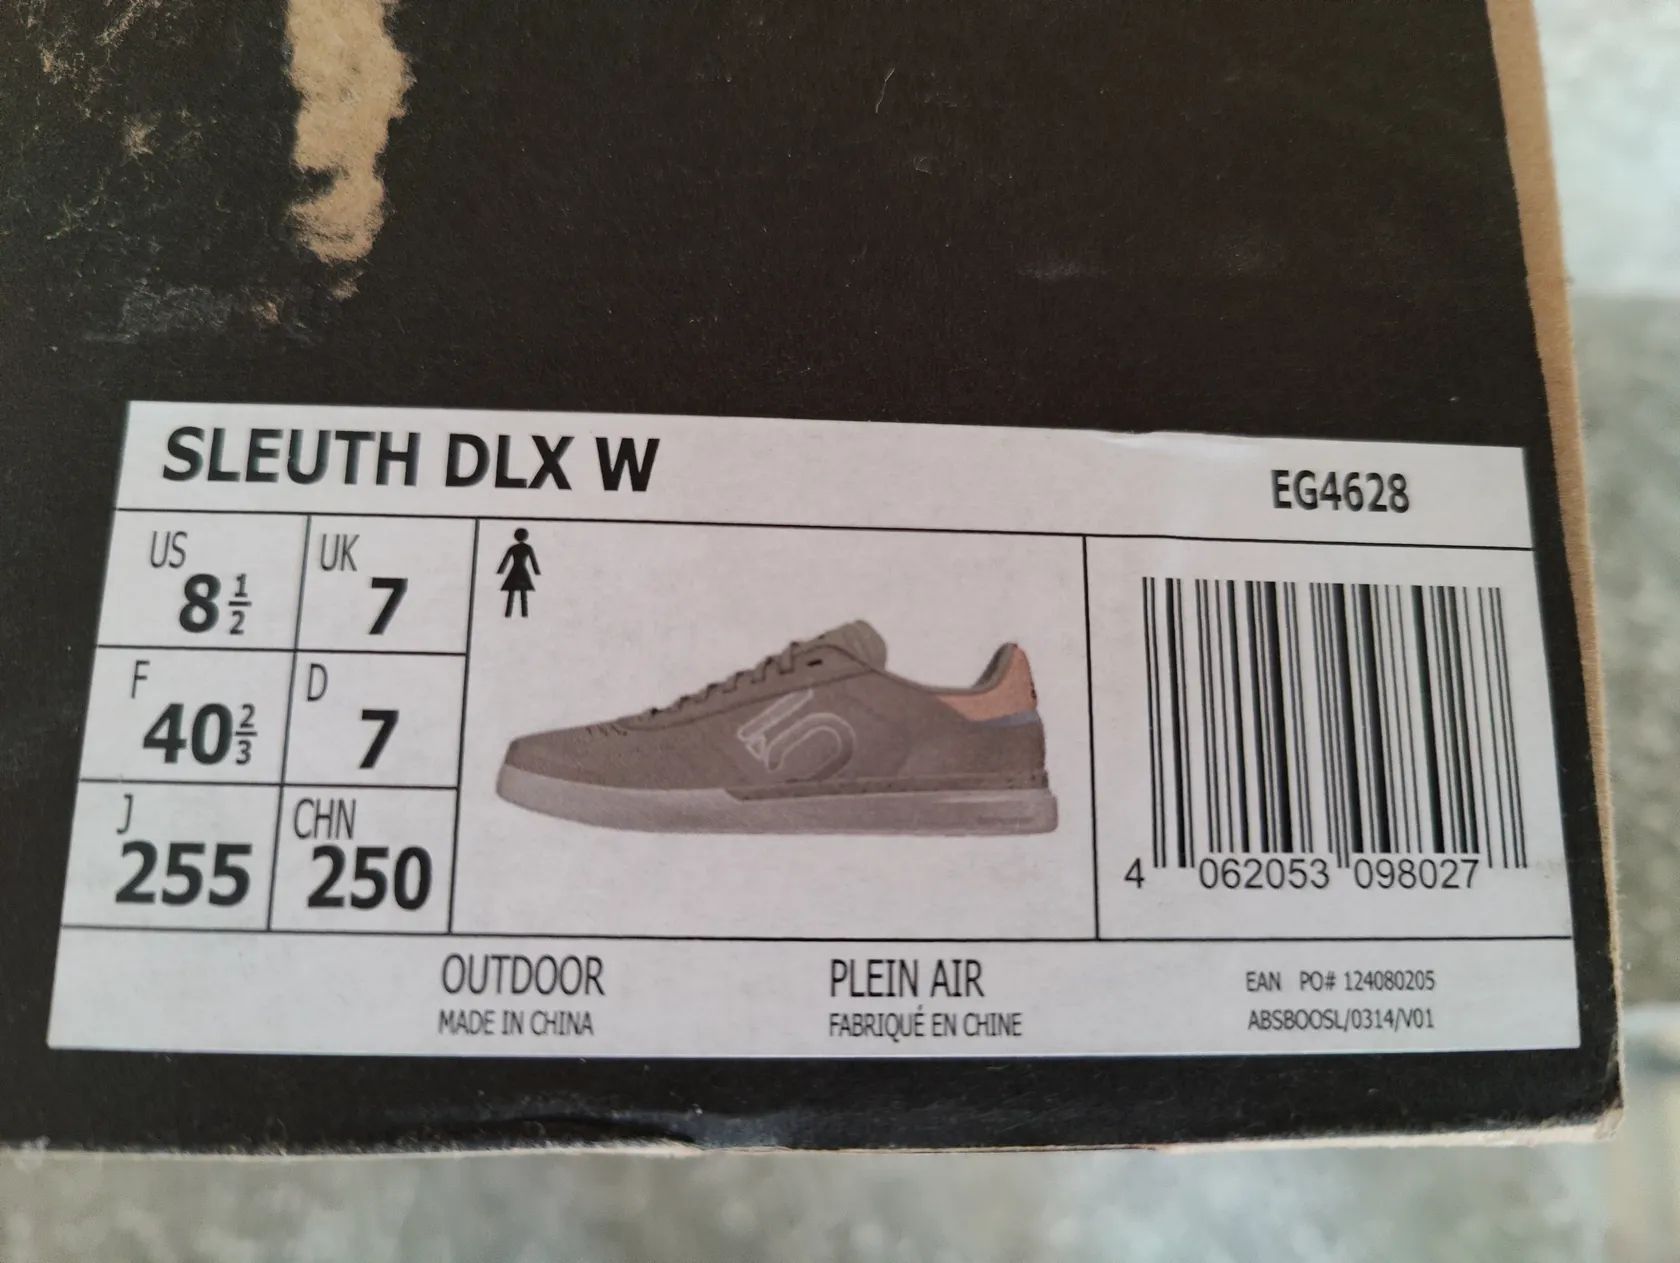 SLEUTH DLX W
EG4628
US
8 1/2
UK
7
F
40 2/3
D
7
J
255
CHN
250
4 062053 098027
OUTDOOR
MADE IN CHINA
PLEIN AIR
FABRIQUÉ EN CHINE
EAN PO# 124080205
ABSBOOSL/0314/V01